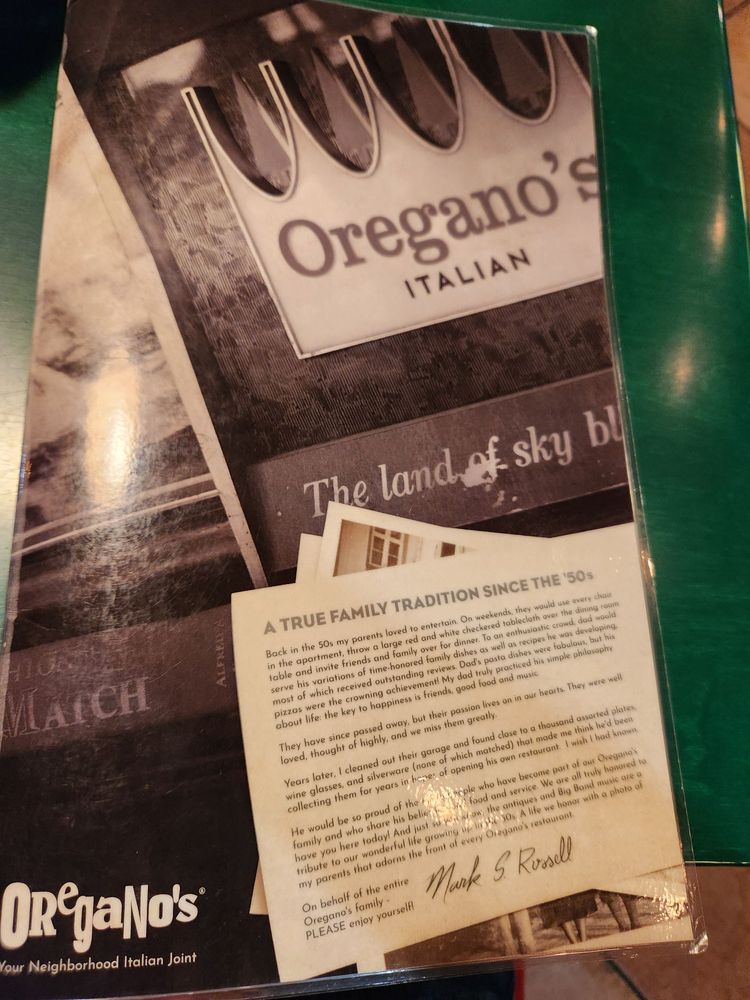 Oregano's
ITALIAN
The land of sky bl
MATCH
A TRUE FAMILY TRADITION SINCE THE '50s
Back in the 50s my parents loved to entertain. On weekends, they would use every chair
in the apartment, throw a large red and white checkered tablecloth over the dining room
table and invite friends and family over for dinner. To an enthusiastic crowd, dad would
serve his variations of time-honored family dishes as well as recipes he was developing,
most of which received outstanding reviews. Dad's pasta dishes were fabulous, but his
pizzas were the crowning achievement! My dad truly practiced his simple philosophy
about life: the key to happiness is friends, good food and music.
They have since passed away, but their passion lives on in our hearts. They were well
loved, thought of highly, and we miss them greatly.
Years later, I cleaned out their garage and found close to a thousand assorted plates,
wine glasses, and silverware (none of which matched) that made me think he'd been
collecting them for years in hopes of opening his own restaurant. I wish I had known.
He would be so proud of the people who have become part of our Oregano's
family and who share his belief food and service. We are all truly honored to
have you here today! And just so you the antiques and Big Band music are a
tribute to our wonderful life growing up in the '50s. A life we honor with a photo of
my parents that adorns the front of every Oregano's restaurant.
On behalf of the entire
Oregano's family -
PLEASE enjoy yourself!
Mark S. Russell
OReGaNo's®
Your Neighborhood Italian Joint